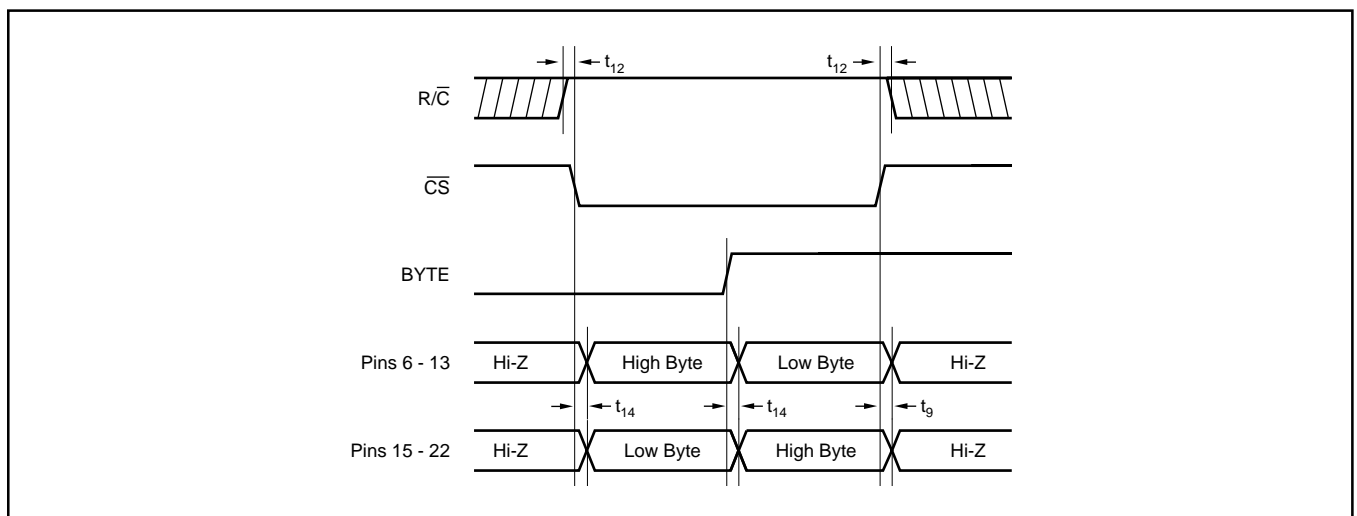 t12 t12
R/C̅
C̅S̅
BYTE
Pins 6 - 13 Hi-Z High Byte Low Byte Hi-Z
t14 t14 t9
Pins 15 - 22 Hi-Z Low Byte High Byte Hi-Z